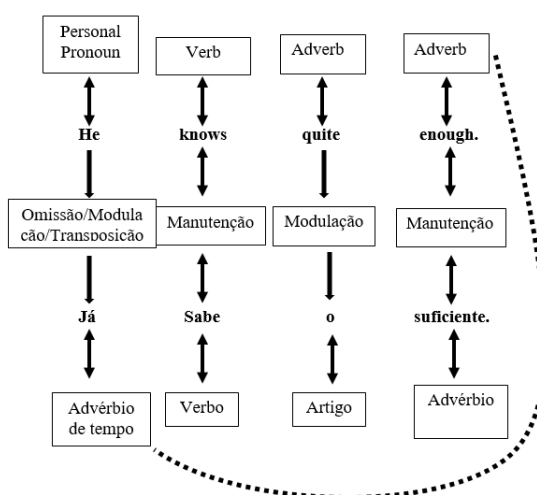 Personal
Pronoun
Verb
Adverb
Adverb
He
knows
quite
enough.
Omissão/Modula
ção/Transposição
Manutenção
Modulação
Manutenção
Já
Sabe
o
suficiente.
Advérbio
de tempo
Verbo
Artigo
Advérbio